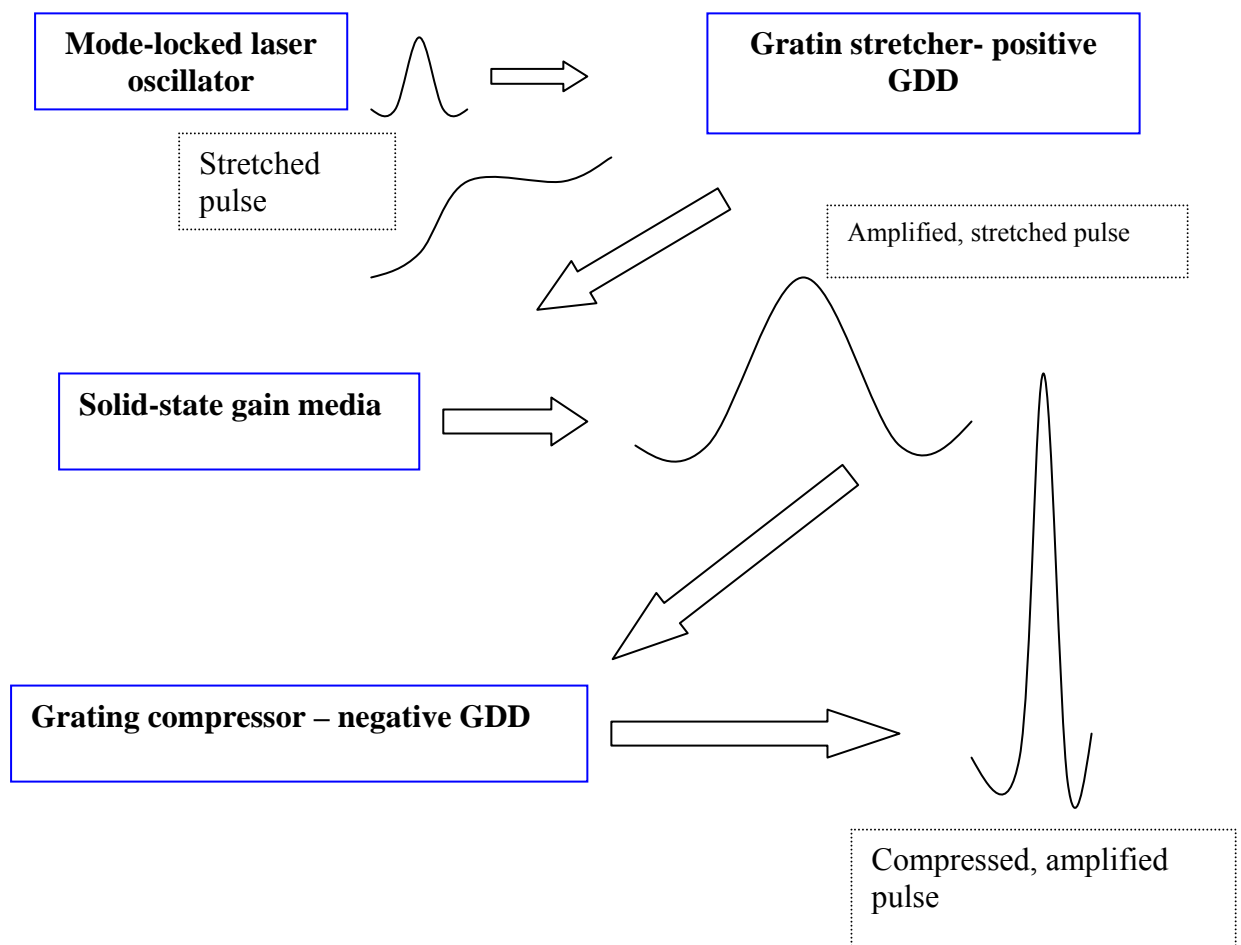 Mode-locked laser
oscillator
Gratin stretcher- positive
GDD
Stretched
pulse
Amplified, stretched pulse
Solid-state gain media
Grating compressor – negative GDD
Compressed, amplified
pulse